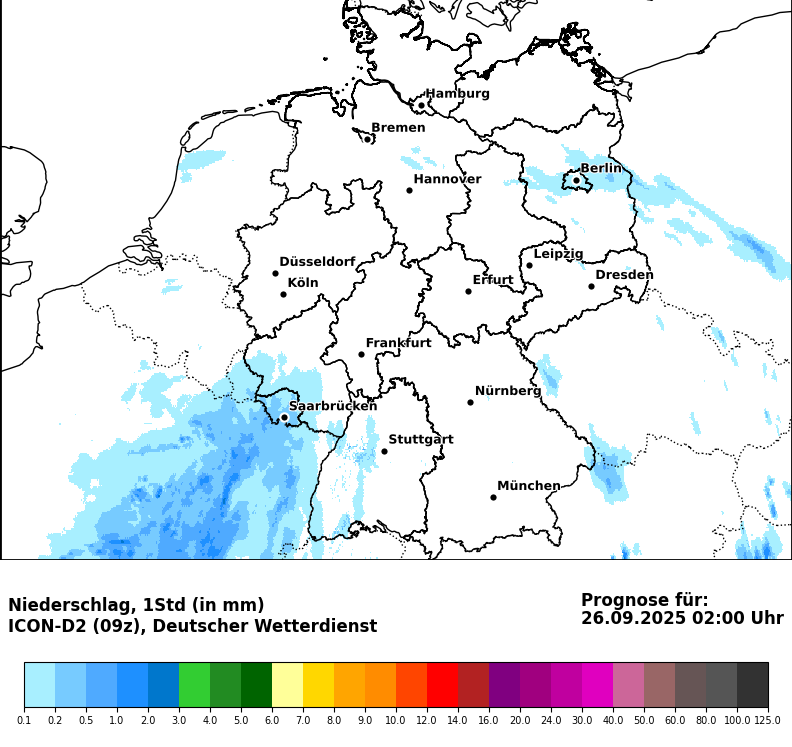 Hamburg
Bremen
Berlin
Hannover
Leipzig
Düsseldorf
Dresden
Köln
Erfurt
Frankfurt
Nürnberg
Saarbrücken
Stuttgart
München
Niederschlag, 1Std (in mm)
ICON-D2 (09z), Deutscher Wetterdienst
Prognose für:
26.09.2025 02:00 Uhr
0.1 0.2 0.5 1.0 2.0 3.0 4.0 5.0 6.0 7.0 8.0 9.0 10.0 12.0 14.0 16.0 20.0 24.0 30.0 40.0 50.0 60.0 80.0 100.0 125.0